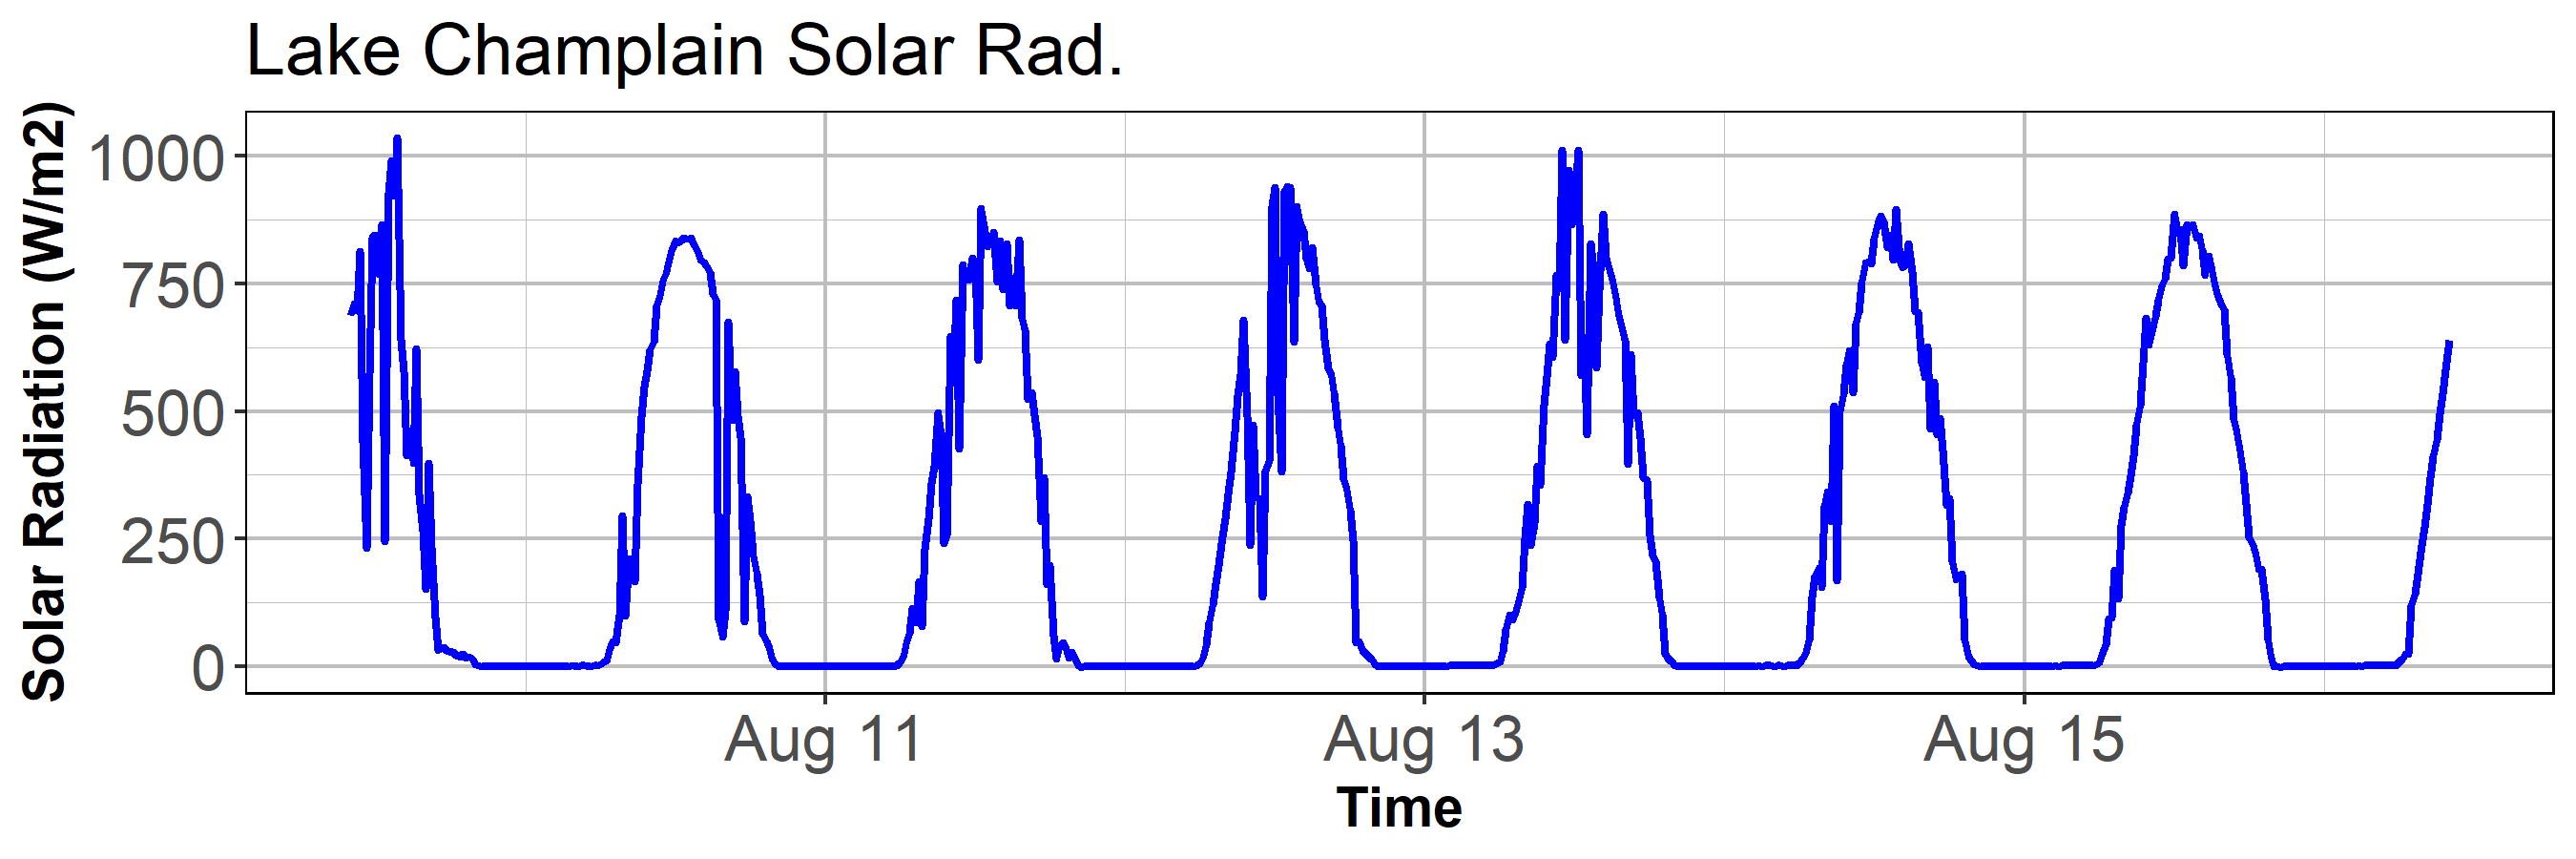 Lake Champlain Solar Rad.
Solar Radiation (W/m2)
1000
750
500
250
0
Aug 11
Aug 13
Aug 15
Time